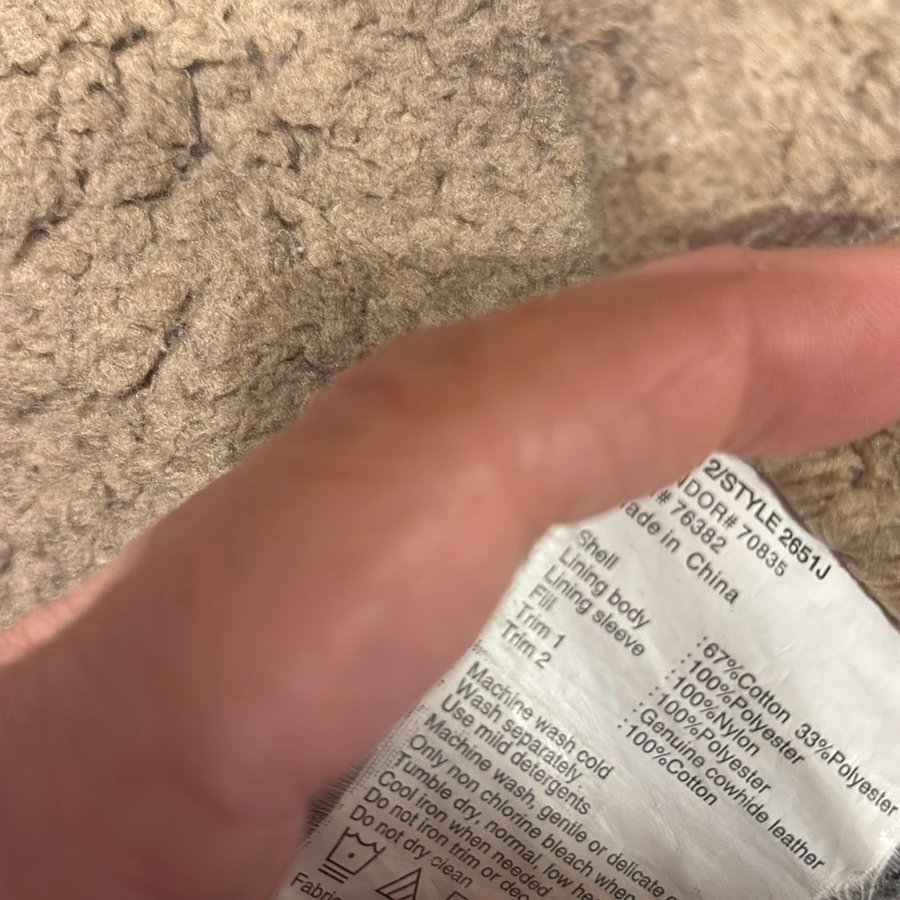 2/STYLE 2651J
NDOR# 70835
# 76382
ade in China
Shell : 67%Cotton 33%Polyester
Lining body : 100%Polyester
Lining sleeve : 100%Nylon
Fill : 100%Polyester
Trim 1 : Genuine cowhide leather
Trim 2 : 100%Cotton
Machine wash cold
Wash separately
Use mild detergents
Machine wash, gentle or delicate
Only non chlorine bleach when
Tumble dry, normal, low hea
Cool iron when needed
Do not iron trim or deco
Do not dry clean
Fabric